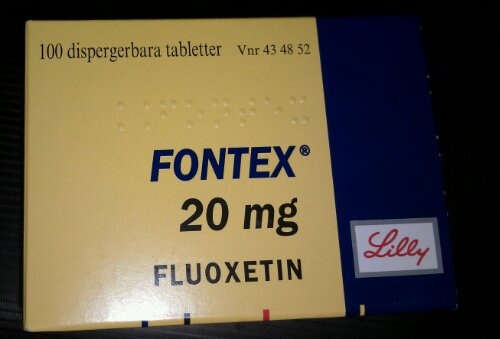 100 dispergerbara tabletter Vnr 43 48 52
FONTEX®
20 mg
FLUOXETIN
Lilly